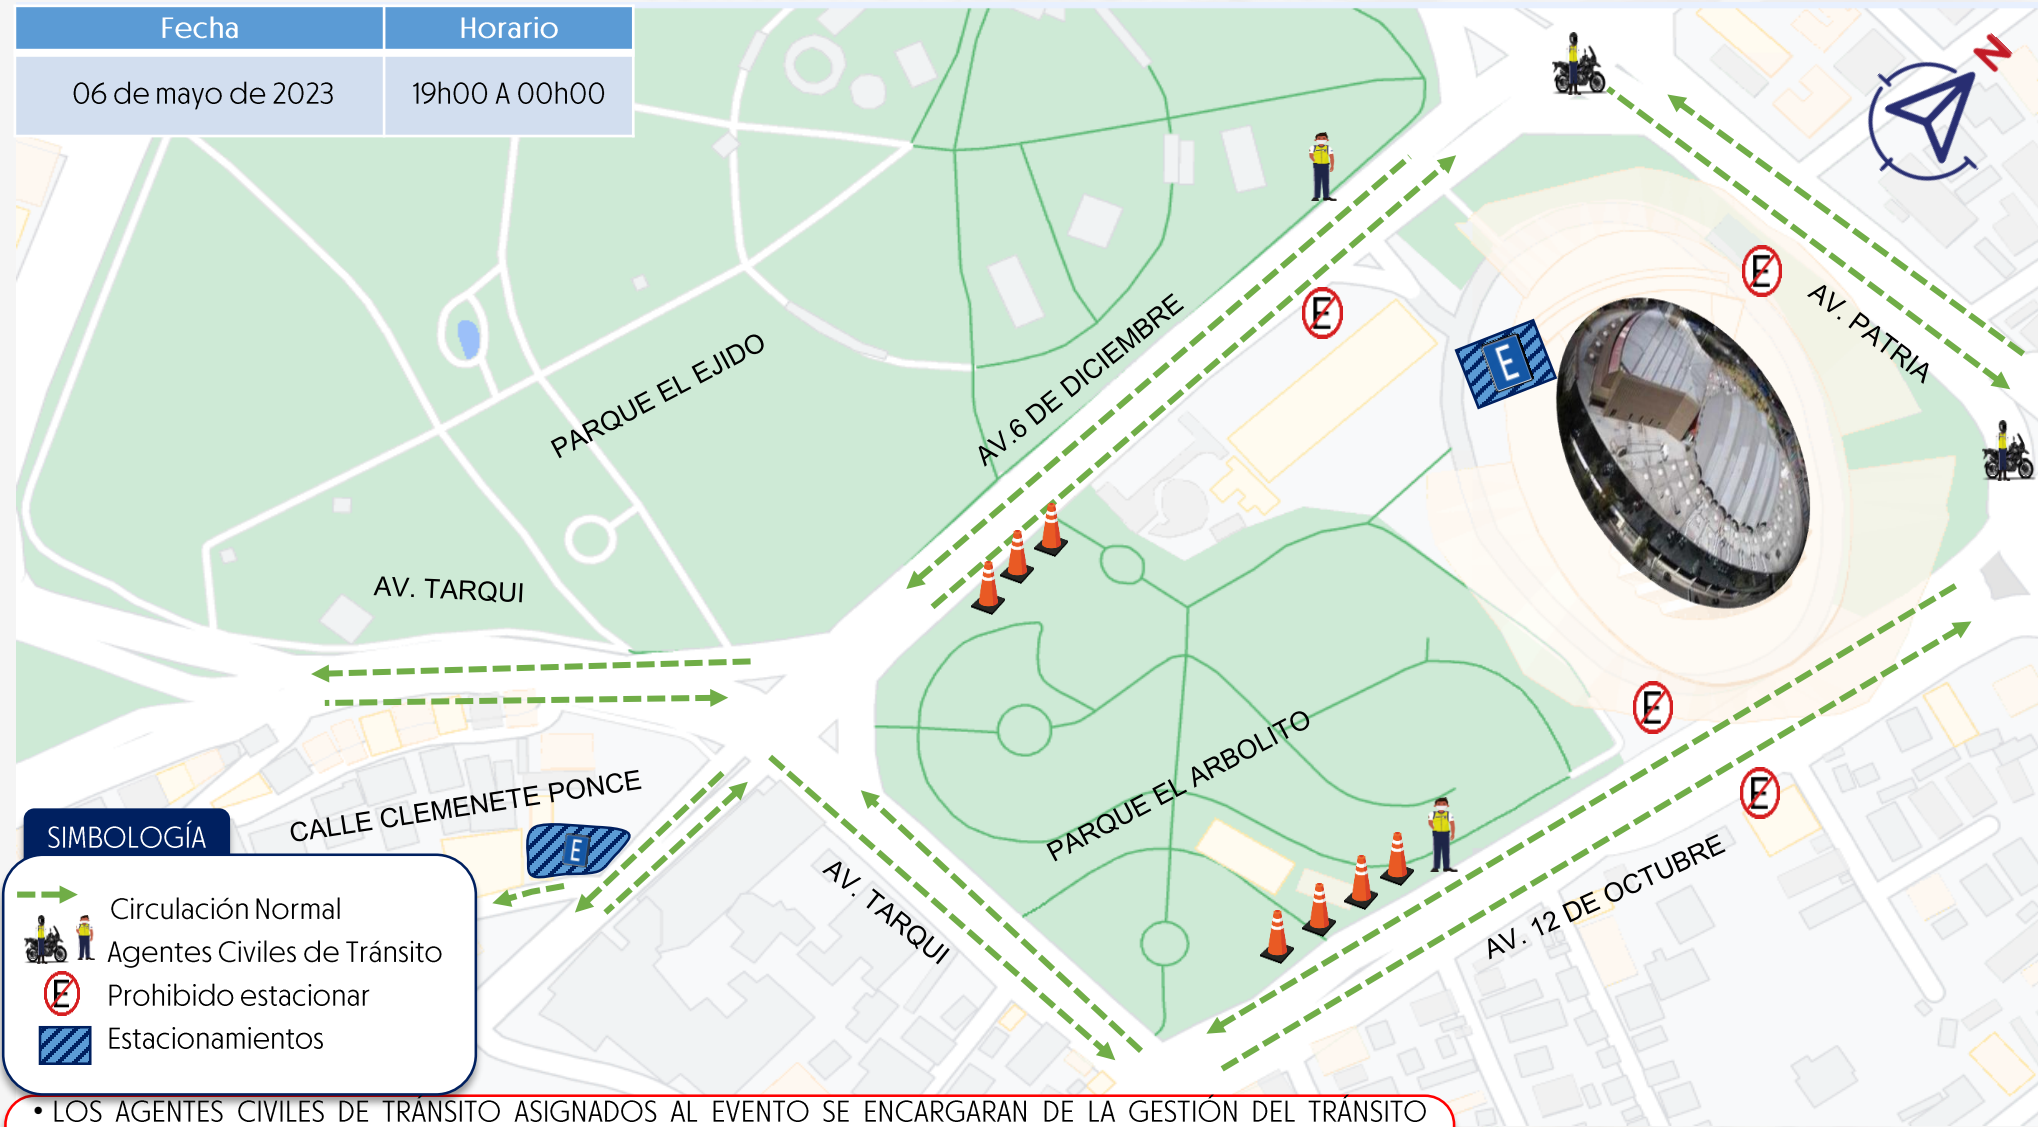 Fecha
Horario
06 de mayo de 2023
19h00 A 00h00
N
E
AV. PATRIA
E
E
AV.6 DE DICIEMBRE
PARQUE EL EJIDO
AV. TARQUI
E
E
PARQUE EL ARBOLITO
CALLE CLEMENETE PONCE
E
AV. TARQUI
AV. 12 DE OCTUBRE
SIMBOLOGÍA
Circulación Normal
Agentes Civiles de Tránsito
E
Prohibido estacionar
Estacionamientos
• LOS AGENTES CIVILES DE TRÁNSITO ASIGNADOS AL EVENTO SE ENCARGARAN DE LA GESTIÓN DEL TRÁNSITO